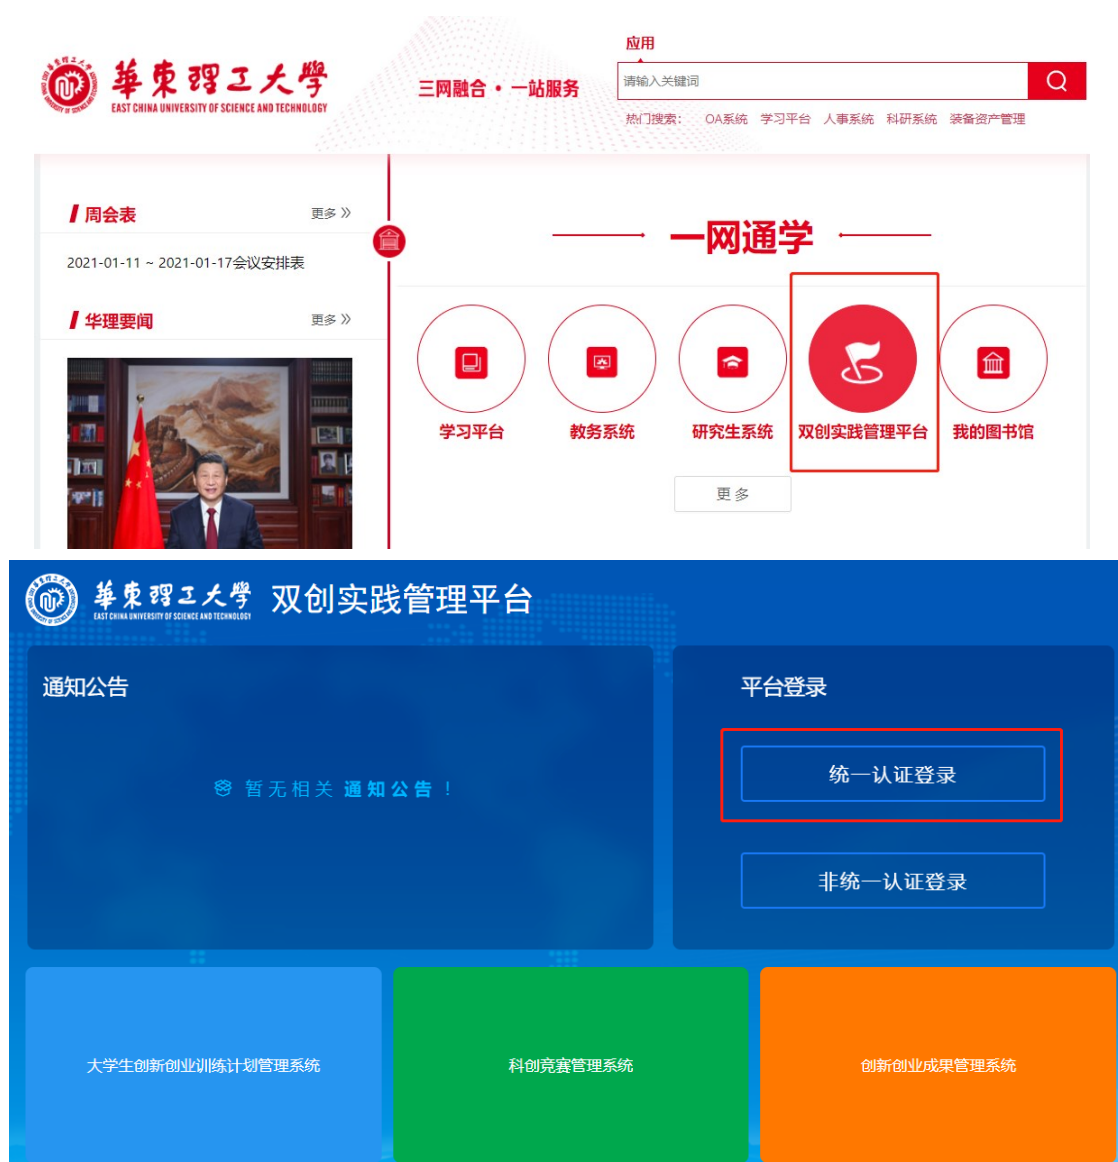 应用
華東理工大學
EAST CHINA UNIVERSITY OF SCIENCE AND TECHNOLOGY
三网融合·一站服务
请输入关键词
热门搜索： OA系统 学习平台 人事系统 科研系统 装备资产管理
周会表 更多》
2021-01-11 ~ 2021-01-17会议安排表
华理要闻 更多》
一网通学
学习平台 教务系统 研究生系统 双创实践管理平台 我的图书馆
更多
華東理工大學 双创实践管理平台
EAST CHINA UNIVERSITY OF SCIENCE AND TECHNOLOGY
通知公告
暂无相关 通知公告！
平台登录
统一认证登录
非统一认证登录
大学生创新创业训练计划管理系统
科创竞赛管理系统
创新创业成果管理系统